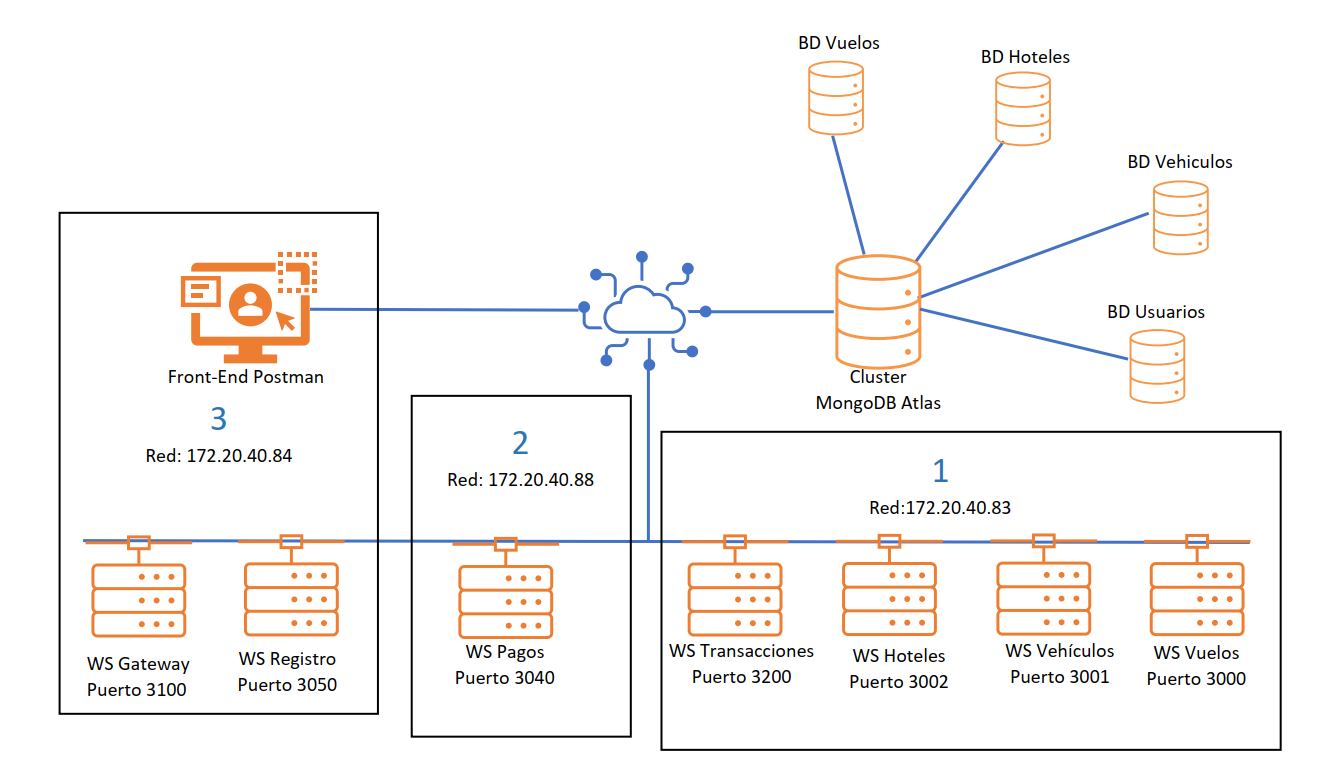 BD Vuelos
BD Hoteles
BD Vehiculos
BD Usuarios
Cluster
MongoDB Atlas
Front-End Postman
3
Red: 172.20.40.84
2
Red: 172.20.40.88
1
Red:172.20.40.83
WS Gateway
Puerto 3100
WS Registro
Puerto 3050
WS Pagos
Puerto 3040
WS Transacciones
Puerto 3200
WS Hoteles
Puerto 3002
WS Vehículos
Puerto 3001
WS Vuelos
Puerto 3000